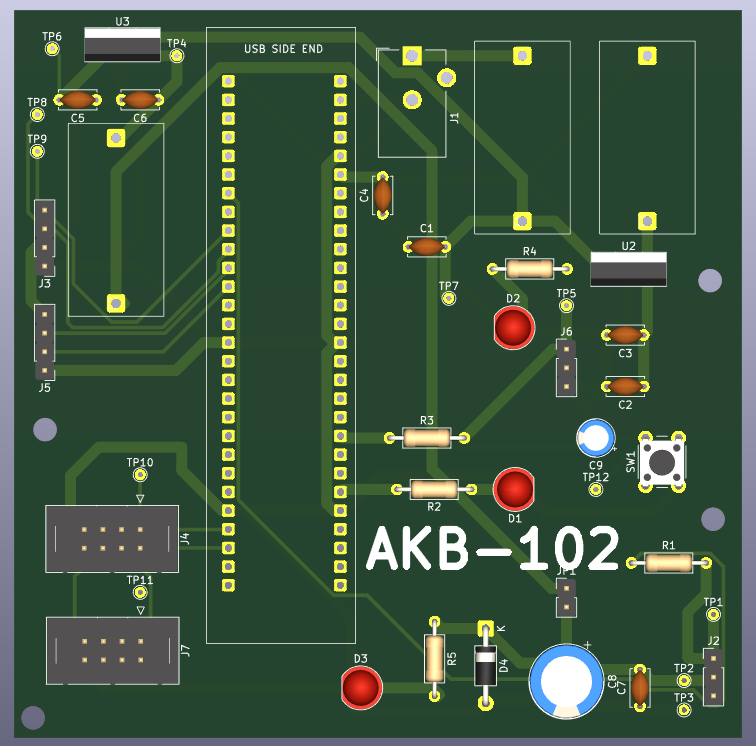 U3
TP6
TP4
USB SIDE END
TP8
C5
C6
J1
TP9
C4
C1
R4
U2
J3
TP7
D2
TP5
J6
C3
J5
C2
R3
C9
+
SW1
TP10
TP12
R2
D1
J4
AKB-102
R1
JP1
TP11
TP1
K
J7
R5
D4
+
J2
D3
C8
C7
TP2
TP3